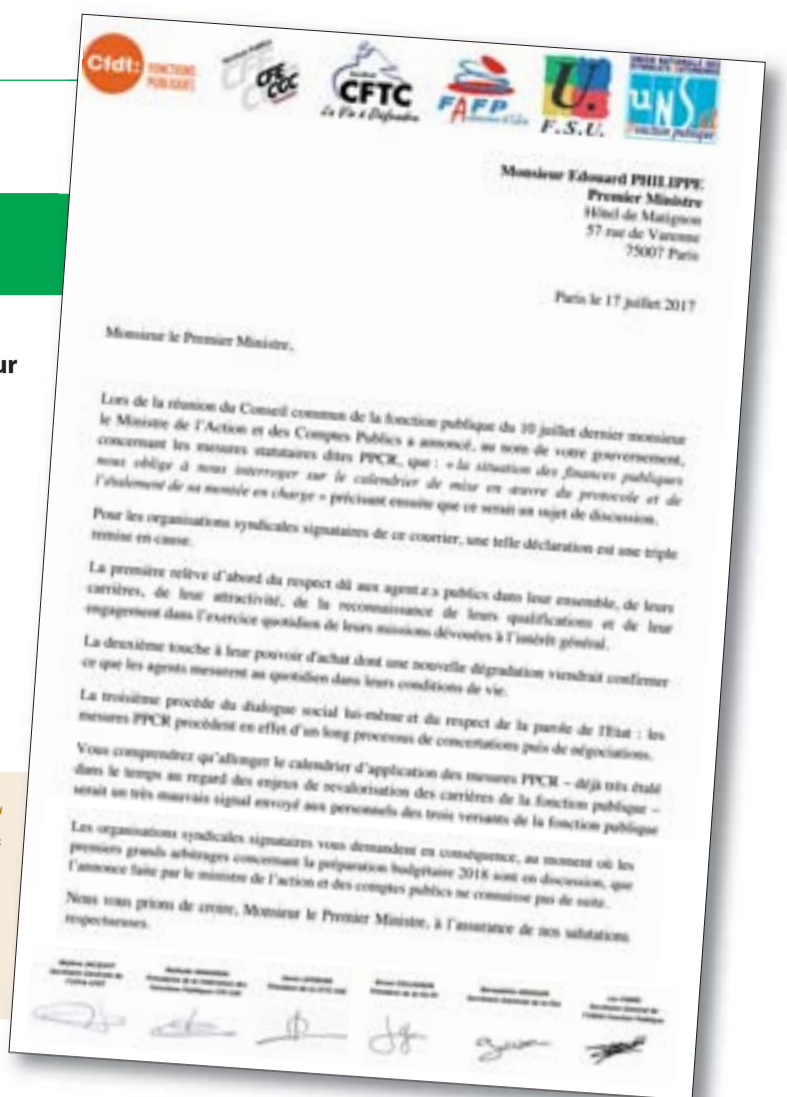 Cfdt:
FONCTIONS
PUBLIQUES
CFE
CGC
CFTC
La Vie à Défendre
FAFP
U.
F.S.U.
UNION NATIONALE DES
SYNDICATS AUTONOMES
UNSA
Fonction publique
Monsieur Edouard PHILIPPE
Premier Ministre
Hôtel de Matignon
57 rue de Varenne
75007 Paris
Paris le 17 juillet 2017
ur
Monsieur le Premier Ministre,
Lors de la réunion du Conseil commun de la fonction publique du 10 juillet dernier monsieur
le Ministre de l'Action et des Comptes Publics a annoncé, au nom de votre gouvernement,
concernant les mesures statutaires dites PPCR, que : « la situation des finances publiques
nous oblige à nous interroger sur le calendrier de mise en œuvre du protocole et de
l'étalement de sa montée en charge » précisant ensuite que ce serait un sujet de discussion.
Pour les organisations syndicales signataires de ce courrier, une telle déclaration est une triple
remise en cause.
La première relève d'abord du respect dû aux agent.e.s publics dans leur ensemble, de leurs
carrières, de leur attractivité, de la reconnaissance de leurs qualifications et de leur
engagement dans l'exercice quotidien de leurs missions dévouées à l'intérêt général.
La deuxième touche à leur pouvoir d'achat dont une nouvelle dégradation viendrait confirmer
ce que les agents mesurent au quotidien dans leurs conditions de vie.
La troisième procède du dialogue social lui-même et du respect de la parole de l'Etat : les
mesures PPCR procèdent en effet d'un long processus de concertations puis de négociations.
Vous comprendrez qu'allonger le calendrier d'application des mesures PPCR – déjà très étalé
dans le temps au regard des enjeux de revalorisation des carrières de la fonction publique –
serait un très mauvais signal envoyé aux personnels des trois versants de la fonction publique
Les organisations syndicales signataires vous demandent en conséquence, au moment où les
premiers grands arbitrages concernant la préparation budgétaire 2018 sont en discussion, que
l'annonce faite par le ministre de l'action et des comptes publics ne connaisse pas de suite.
Nous vous prions de croire, Monsieur le Premier Ministre, à l'assurance de nos salutations
respectueuses.